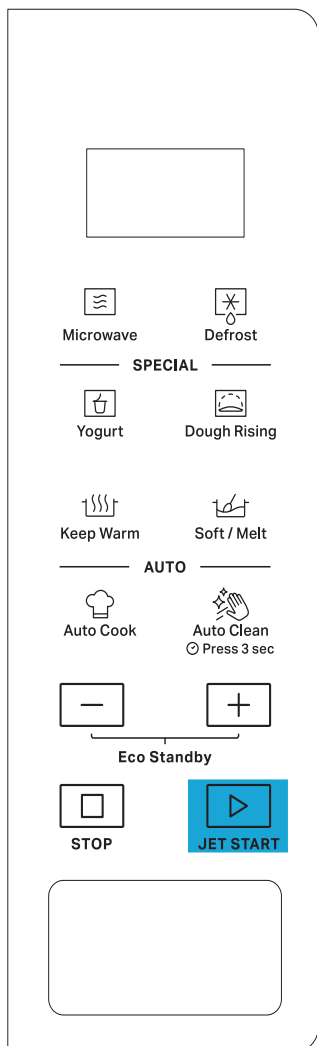 Microwave Defrost
SPECIAL
Yogurt Dough Rising
Keep Warm Soft / Melt
AUTO
Auto Cook Auto Clean
Press 3 sec
Eco Standby
STOP JET START